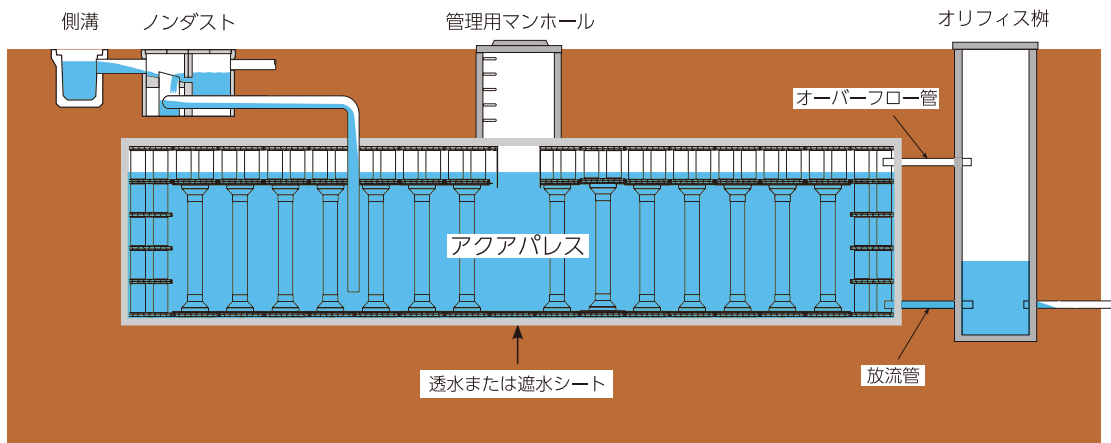 側溝
ノンダスト
管理用マンホール
オリフィス桝
オーバーフロー管
アクアパレス
放流管
透水または遮水シート